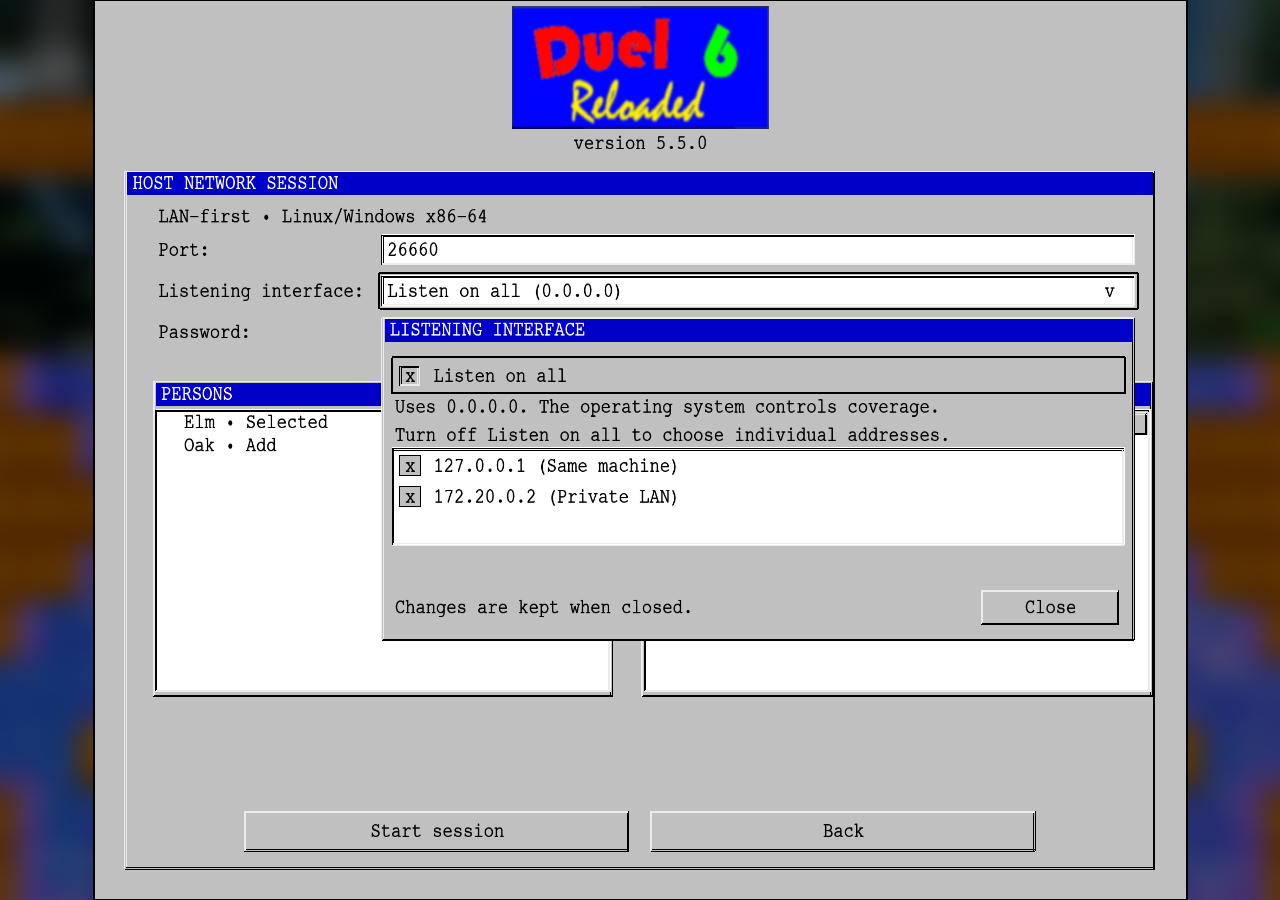 Duel 6
Reloaded
version 5.5.0
HOST NETWORK SESSION
LAN-first • Linux/Windows x86-64
Port: 26660
Listening interface: Listen on all (0.0.0.0) v
Password:
LISTENING INTERFACE
x Listen on all
Uses 0.0.0.0. The operating system controls coverage.
Turn off Listen on all to choose individual addresses.
x 127.0.0.1 (Same machine)
x 172.20.0.2 (Private LAN)
Changes are kept when closed. Close
PERSONS
Elm • Selected
Oak • Add
Start session Back